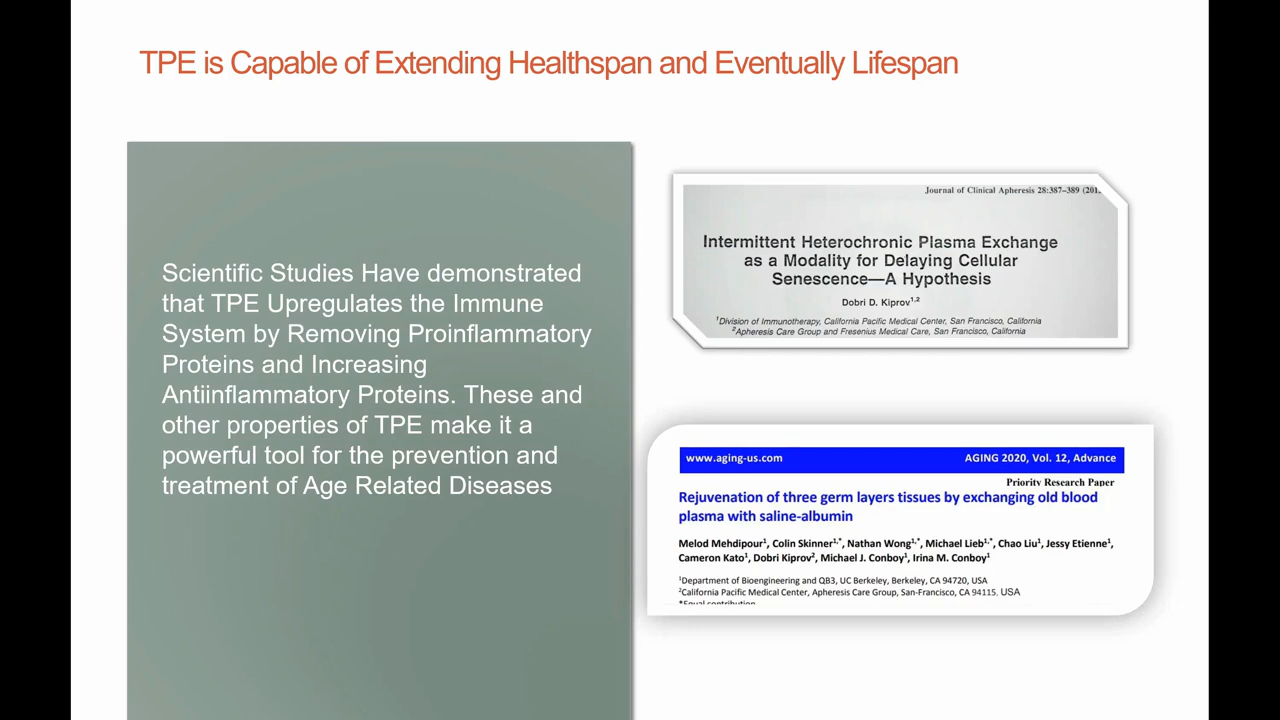 TPE is Capable of Extending Healthspan and Eventually Lifespan
Scientific Studies Have demonstrated
that TPE Upregulates the Immune
System by Removing Proinflammatory
Proteins and Increasing
Antiinflammatory Proteins. These and
other properties of TPE make it a
powerful tool for the prevention and
treatment of Age Related Diseases
Journal of Clinical Apheresis 28:387–389 (201
Intermittent Heterochronic Plasma Exchange
as a Modality for Delaying Cellular
Senescence—A Hypothesis
Dobri D. Kiprov1,2
1Division of Immunotherapy, California Pacific Medical Center, San Francisco, California
2Apheresis Care Group and Fresenius Medical Care, San Francisco, California
www.aging-us.com AGING 2020, Vol. 12, Advance
Priority Research Paper
Rejuvenation of three germ layers tissues by exchanging old blood
plasma with saline-albumin
Melod Mehdipour1, Colin Skinner1,*, Nathan Wong1,*, Michael Lieb1,*, Chao Liu1, Jessy Etienne1,
Cameron Kato1, Dobri Kiprov2, Michael J. Conboy1, Irina M. Conboy1
1Department of Bioengineering and QB3, UC Berkeley, Berkeley, CA 94720, USA
2California Pacific Medical Center, Apheresis Care Group, San-Francisco, CA 94115, USA
*Equal contribution